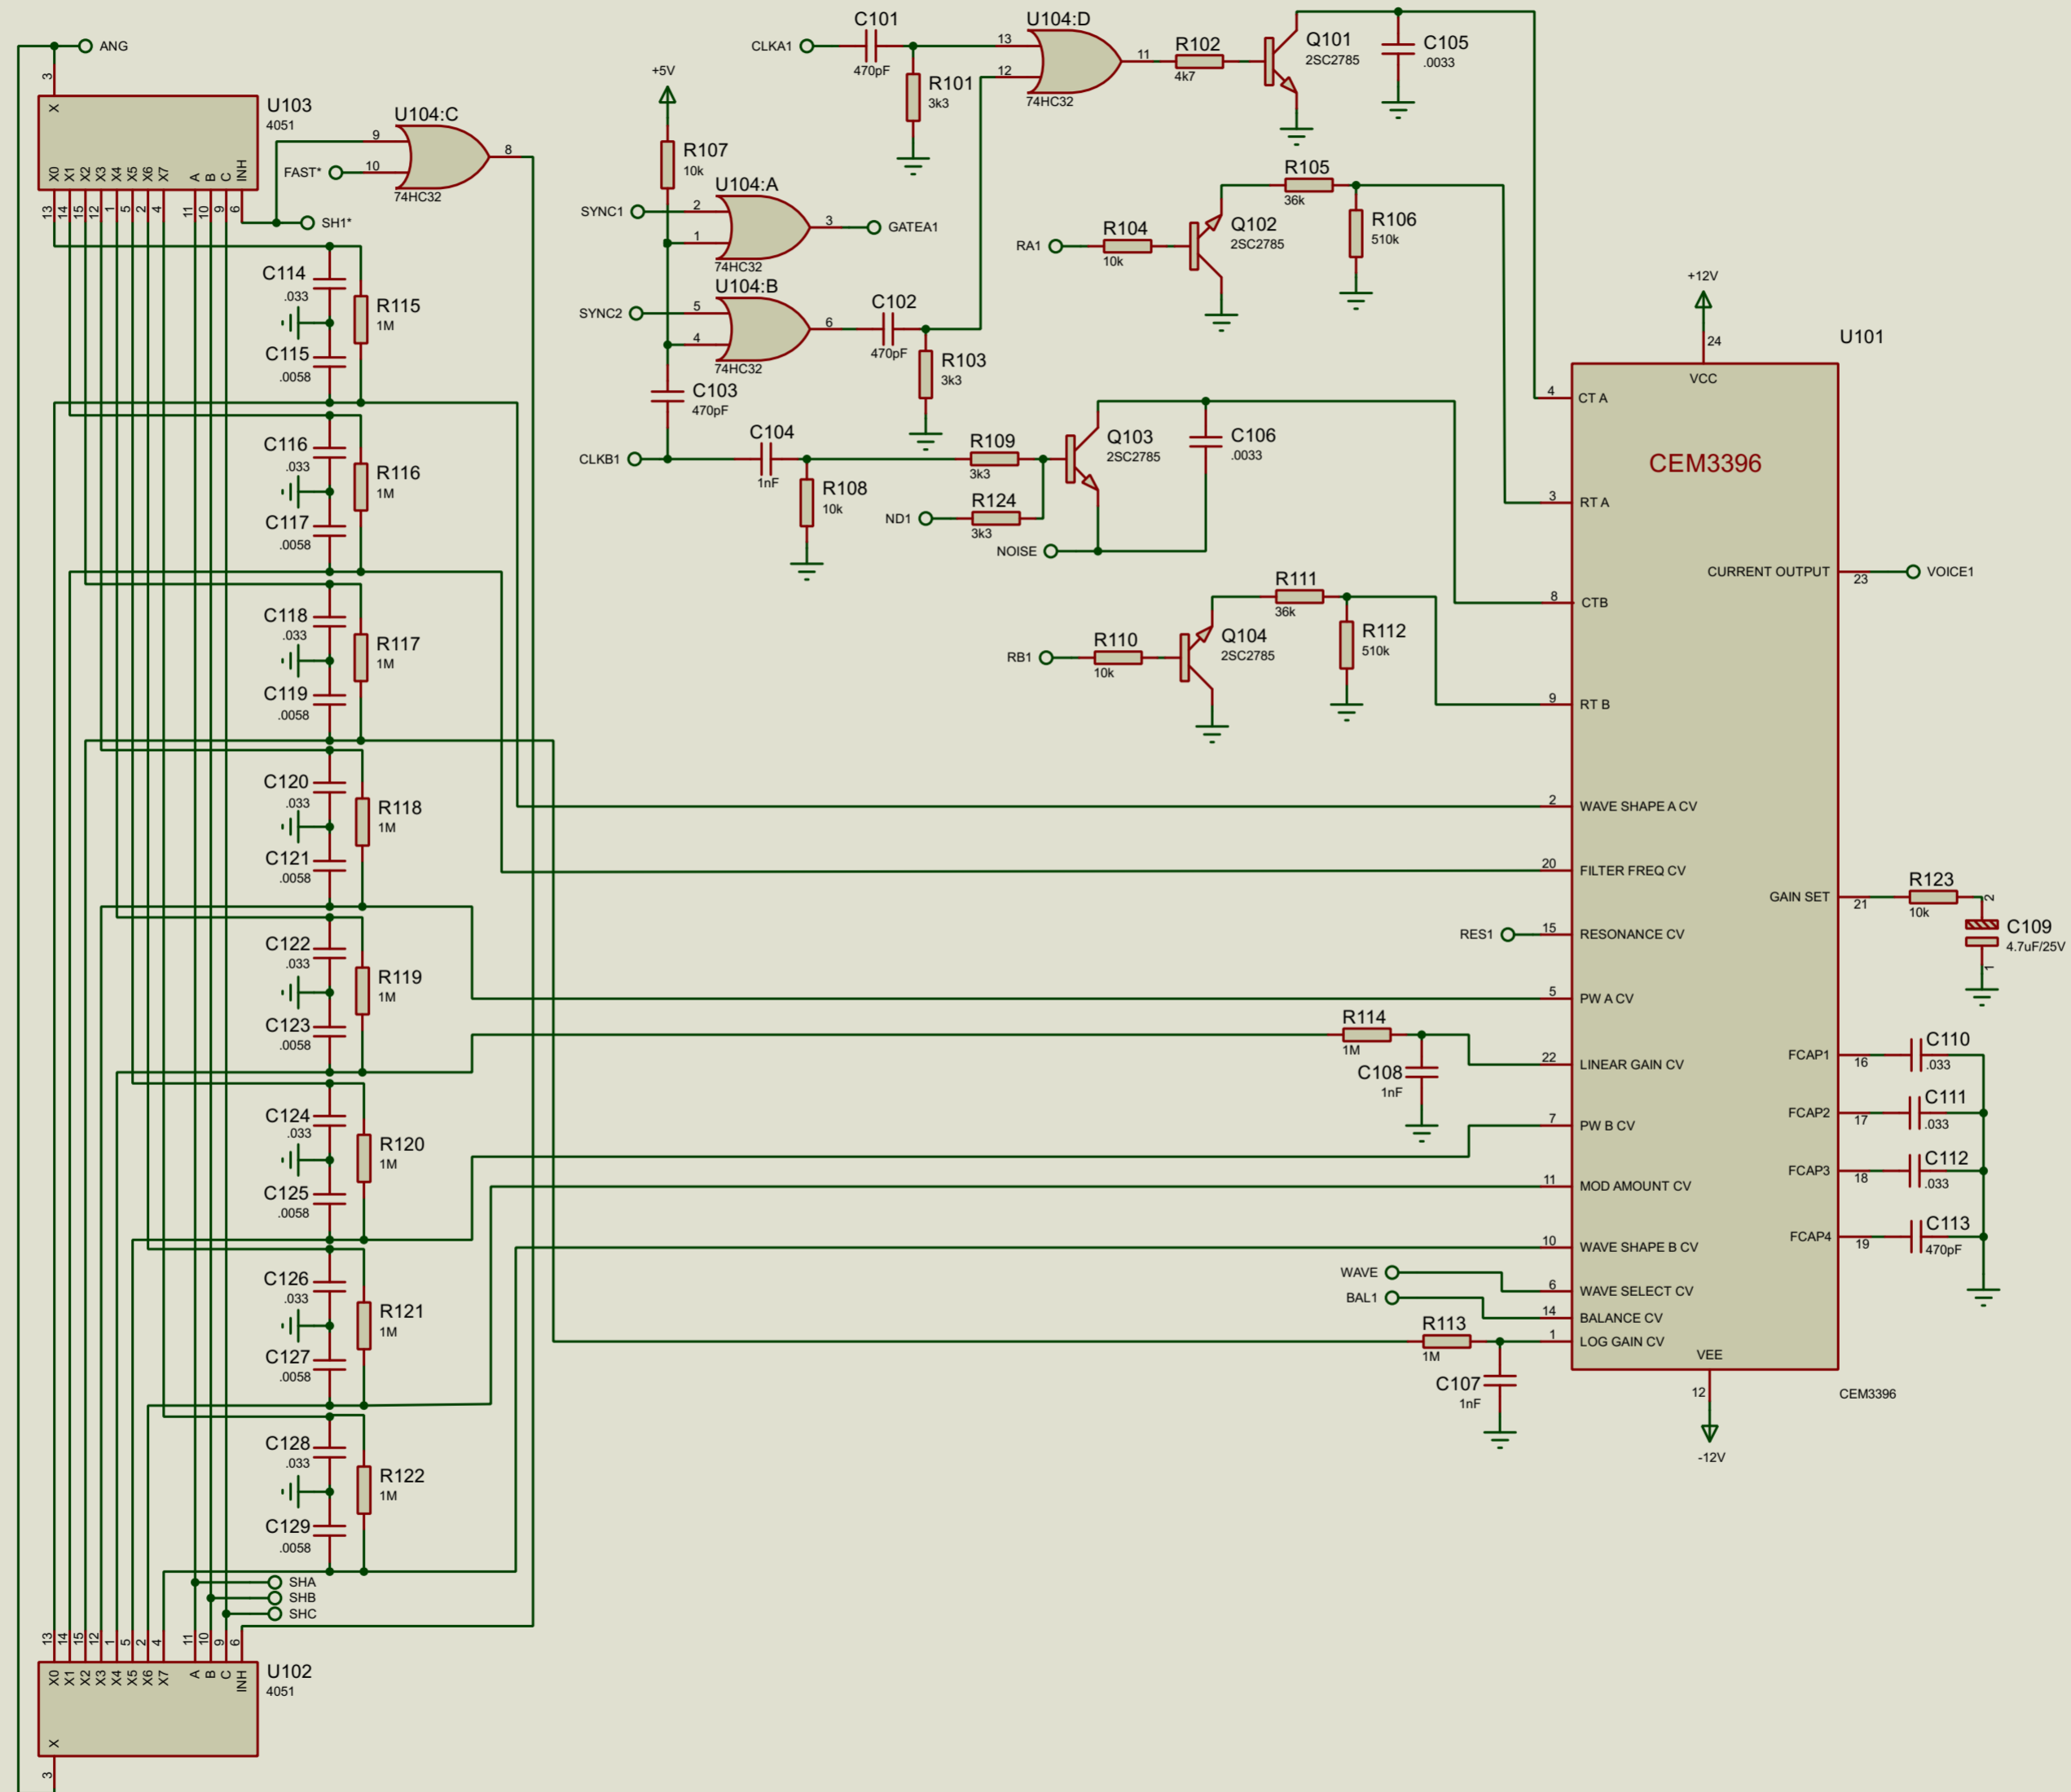 ANG
3
X
U103
4051
X0 X1 X2 X3 X4 X5 X6 X7 A B C INH
13 14 15 12 1 5 2 4 11 10 9 6
SH1*
U104:C
9
FAST*
10
8
74HC32
C114
.033
R115
1M
C115
.0058
C116
.033
R116
1M
C117
.0058
C118
.033
R117
1M
C119
.0058
C120
.033
R118
1M
C121
.0058
C122
.033
R119
1M
C123
.0058
C124
.033
R120
1M
C125
.0058
C126
.033
R121
1M
C127
.0058
C128
.033
R122
1M
C129
.0058
SHA
SHB
SHC
13 14 15 12 1 5 2 4 11 10 9 6
X0 X1 X2 X3 X4 X5 X6 X7 A B C INH
U102
4051
X
3
+5V
R107
10k
U104:A
SYNC1
2
1
3
GATEA1
74HC32
U104:B
SYNC2
5
4
6
74HC32
C102
470pF
R103
3k3
C103
470pF
CLKA1
C101
470pF
R101
3k3
U104:D
13
12
11
74HC32
R102
4k7
Q101
2SC2785
C105
.0033
R105
36k
R106
510k
Q102
2SC2785
RA1
R104
10k
CLKB1
C104
1nF
R108
10k
R109
3k3
ND1
R124
3k3
NOISE
Q103
2SC2785
C106
.0033
R111
36k
R112
510k
Q104
2SC2785
RB1
R110
10k
+12V
24
VCC
U101
CEM3396
4
CT A
3
RT A
8
CTB
9
RT B
2
WAVE SHAPE A CV
20
FILTER FREQ CV
RES1
15
RESONANCE CV
5
PW A CV
R114
1M
C108
1nF
22
LINEAR GAIN CV
7
PW B CV
11
MOD AMOUNT CV
10
WAVE SHAPE B CV
WAVE
6
WAVE SELECT CV
BAL1
14
BALANCE CV
R113
1M
C107
1nF
1
LOG GAIN CV
VEE
12
-12V
CEM3396
CURRENT OUTPUT
23
VOICE1
GAIN SET
21
R123
10k
2
C109
4.7uF/25V
1
FCAP1
16
C110
.033
FCAP2
17
C111
.033
FCAP3
18
C112
.033
FCAP4
19
C113
470pF